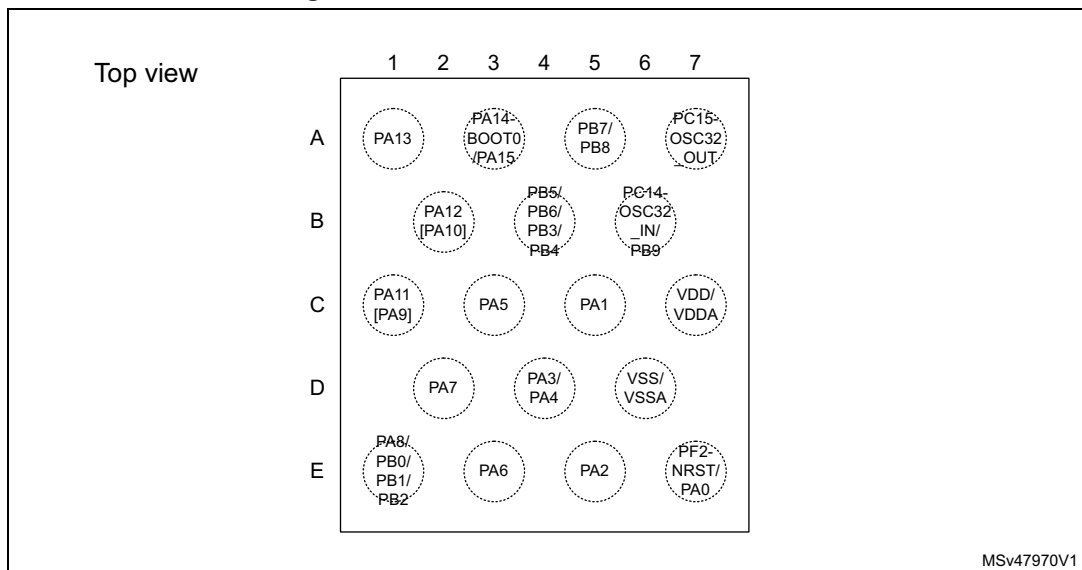 Top view
1 2 3 4 5 6 7
A
PA13
PA14-
BOOT0
/PA15
PB7/
PB8
PC15-
OSC32
_OUT
B
PA12
[PA10]
PB5/
PB6/
PB3/
PB4
PC14-
OSC32
_IN/
PB9
C
PA11
[PA9]
PA5
PA1
VDD/
VDDA
D
PA7
PA3/
PA4
VSS/
VSSA
E
PA8/
PB0/
PB1/
PB2
PA6
PA2
PF2-
NRST/
PA0
MSv47970V1